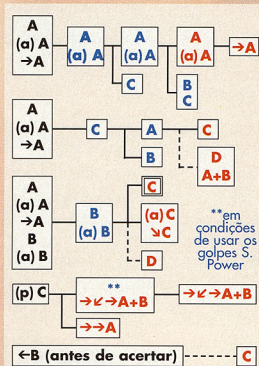 A A A A
(a) A (a) A (a) A (a) A →A
→A
C B
C
A
(a) A C A C
→A
B D
A+B
A
(a) A C
→A B (a) C
B (a) B ↘C
(a) B D
**em
condições
de usar os
golpes S.
Power
(p) C ** →↙→A+B
→↙→A+B
→→A
←B (antes de acertar) C